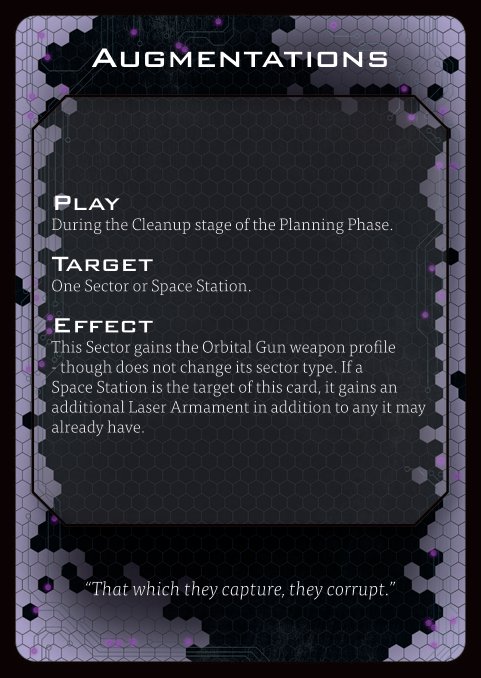 Augmentations
Play
During the Cleanup stage of the Planning Phase.
Target
One Sector or Space Station.
Effect
This Sector gains the Orbital Gun weapon profile
- though does not change its sector type. If a
Space Station is the target of this card, it gains an
additional Laser Armament in addition to any it may
already have.
“That which they capture, they corrupt.”